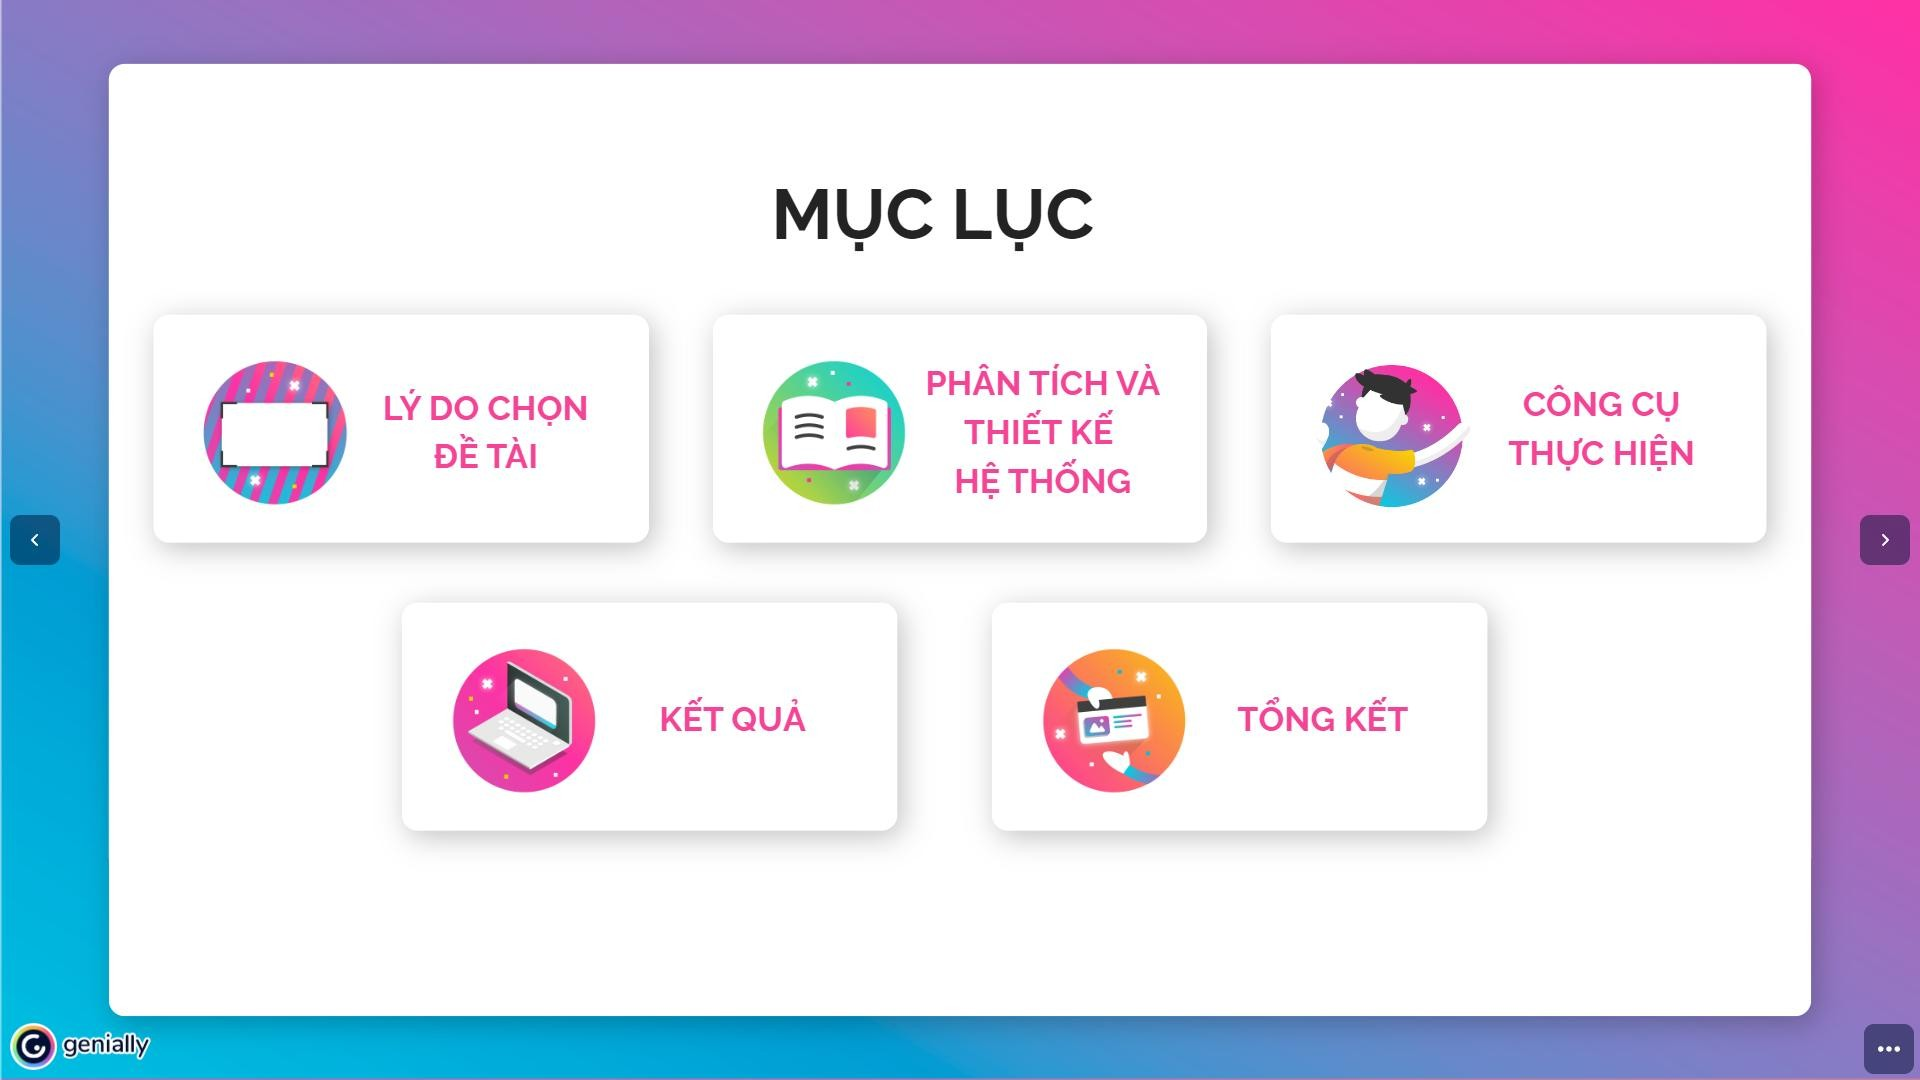 MỤC LỤC
LÝ DO CHỌN
ĐỀ TÀI
PHÂN TÍCH VÀ
THIẾT KẾ
HỆ THỐNG
CÔNG CỤ
THỰC HIỆN
KẾT QUẢ
TỔNG KẾT
genially